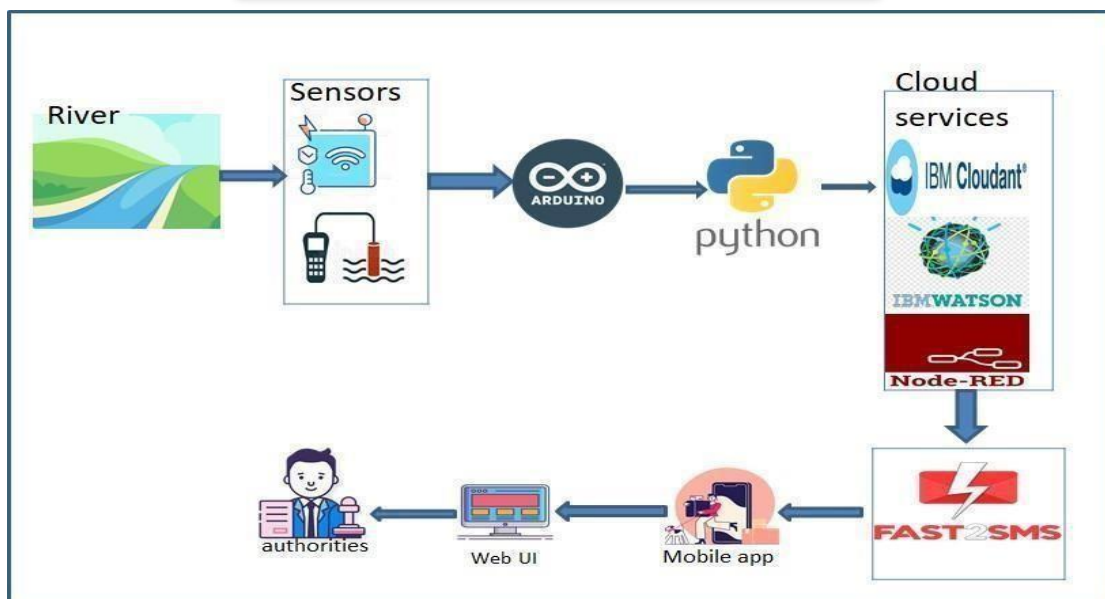 River
Sensors
ARDUINO
python
Cloud
services
IBM Cloudant®
IBMWATSON
Node-RED
FAST2SMS
Mobile app
Web UI
authorities